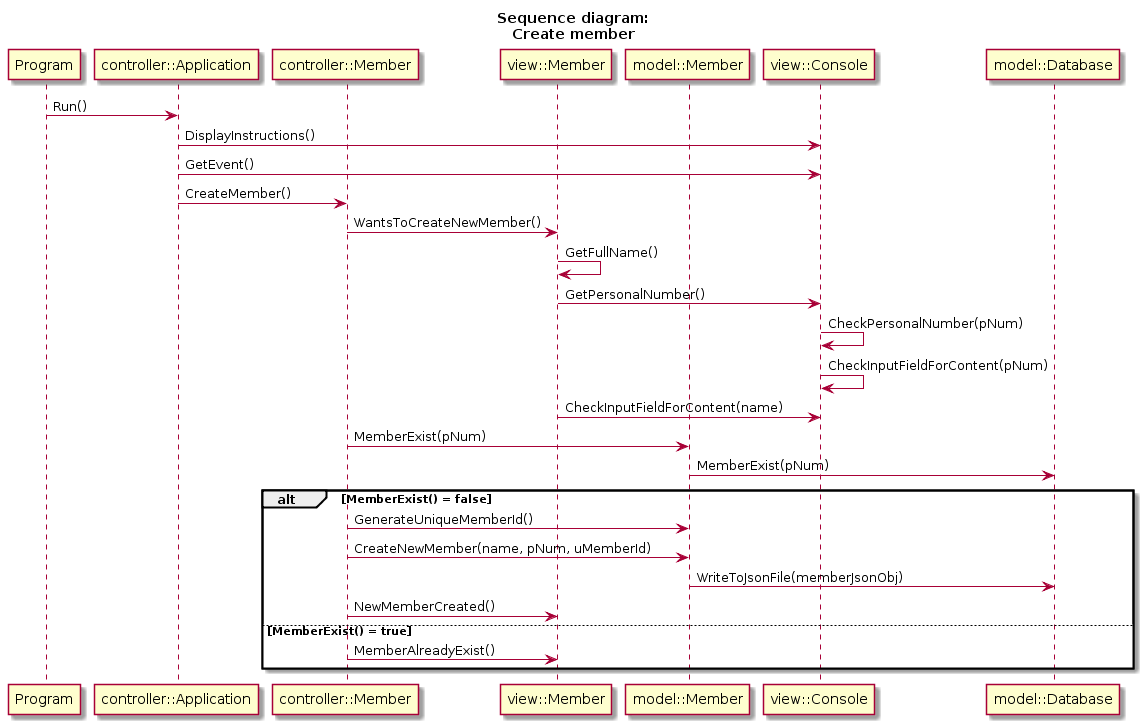 Sequence diagram:
Create member
Program controller::Application controller::Member view::Member model::Member view::Console model::Database
Run()
DisplayInstructions()
GetEvent()
CreateMember()
WantsToCreateNewMember()
GetFullName()
GetPersonalNumber()
CheckPersonalNumber(pNum)
CheckInputFieldForContent(pNum)
CheckInputFieldForContent(name)
MemberExist(pNum)
MemberExist(pNum)
alt [MemberExist() = false]
GenerateUniqueMemberId()
CreateNewMember(name, pNum, uMemberId)
WriteToJsonFile(memberJsonObj)
NewMemberCreated()
[MemberExist() = true]
MemberAlreadyExist()
Program controller::Application controller::Member view::Member model::Member view::Console model::Database